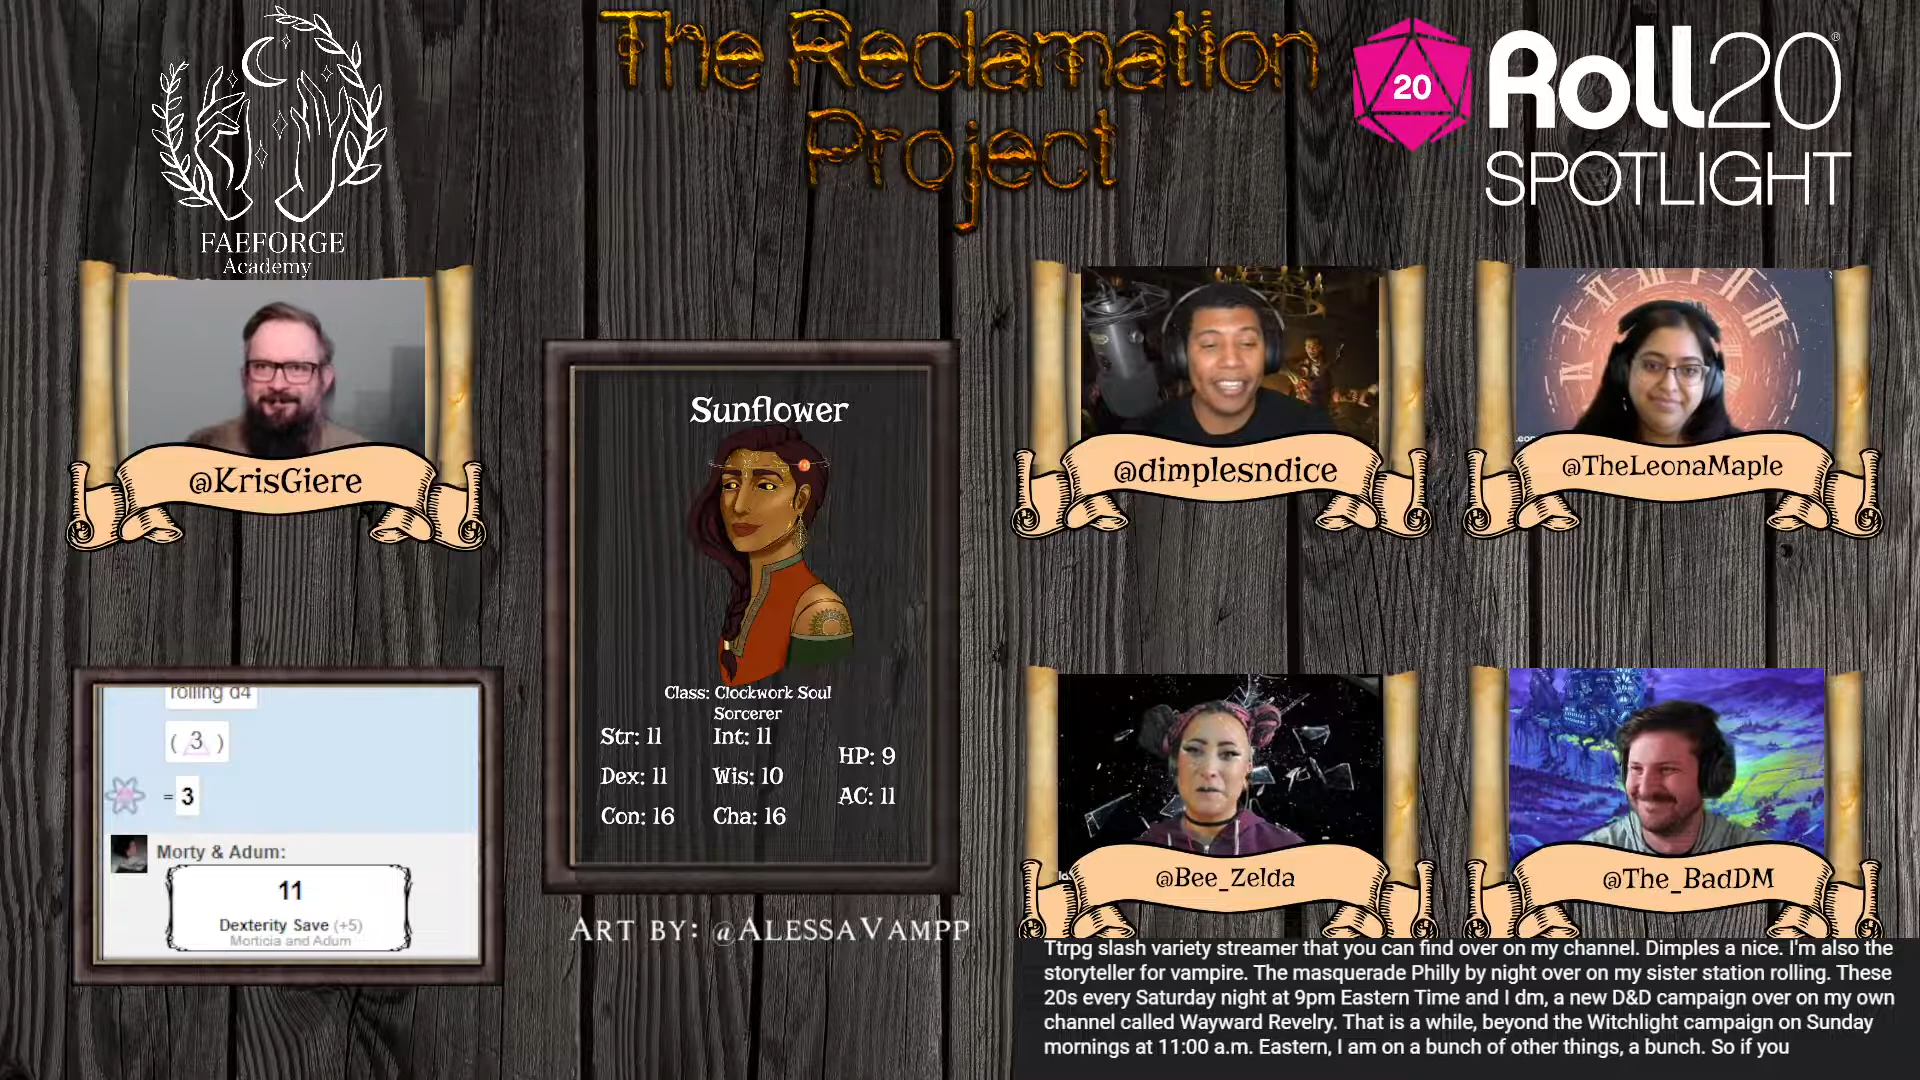 FAEFORGE
Academy
The Reclamation
Project
20
Roll20®
SPOTLIGHT
@KrisGiere
@dimplesndice
@TheLeonaMaple
Sunflower
Class: Clockwork Soul
Sorcerer
Str: 11
Int: 11
HP: 9
Dex: 11
Wis: 10
AC: 11
Con: 16
Cha: 16
Art by: @AlessaVampp
rolling d4
( 3 )
= 3
Morty & Adum:
11
Dexterity Save (+5)
Morticia and Adum
@Bee_Zelda
@The_BadDM
Ttrpg slash variety streamer that you can find over on my channel. Dimples a nice. I'm also the
storyteller for vampire. The masquerade Philly by night over on my sister station rolling. These
20s every Saturday night at 9pm Eastern Time and I dm, a new D&D campaign over on my own
channel called Wayward Revelry. That is a while, beyond the Witchlight campaign on Sunday
mornings at 11:00 a.m. Eastern, I am on a bunch of other things, a bunch. So if you